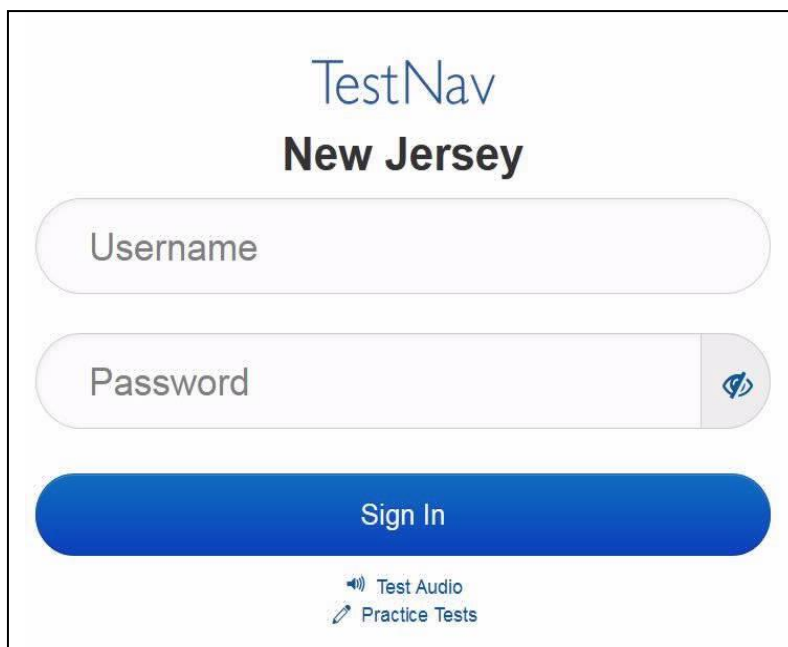 TestNav
New Jersey
Username
Password
Sign In
Test Audio
Practice Tests